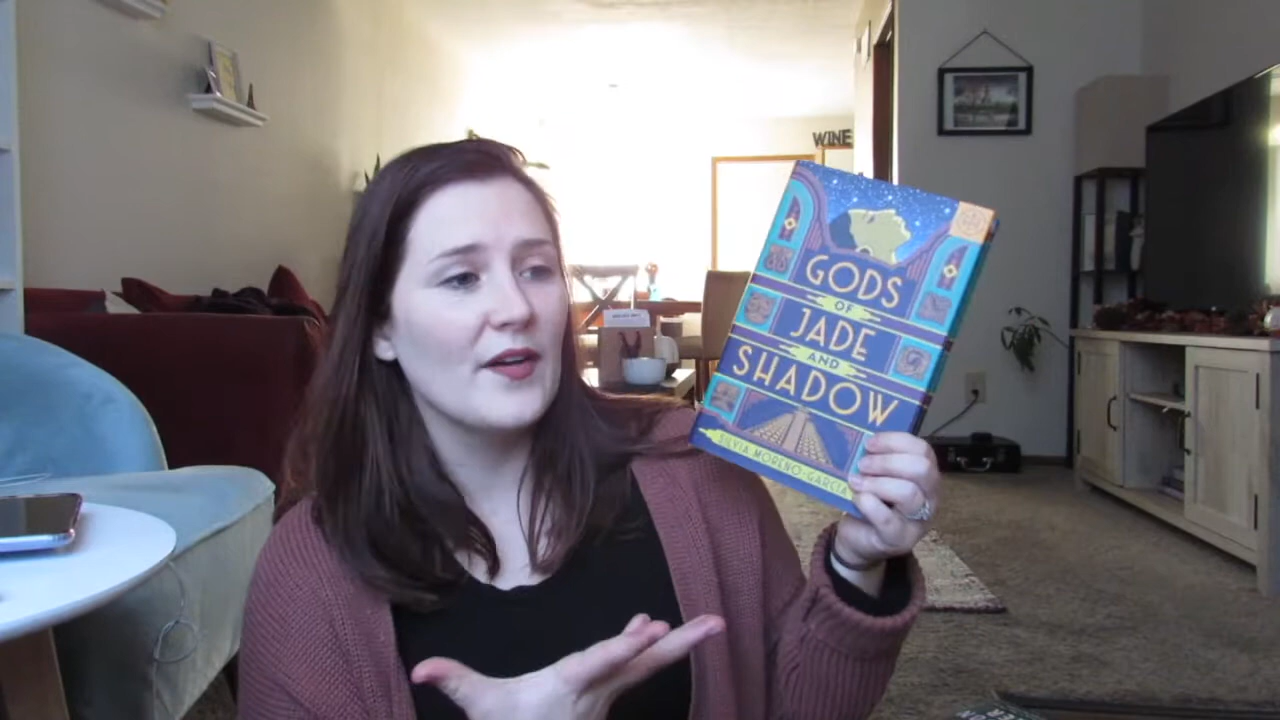 WINE
GODS
OF
JADE
AND
SHADOW
SILVIA MORENO-GARCIA